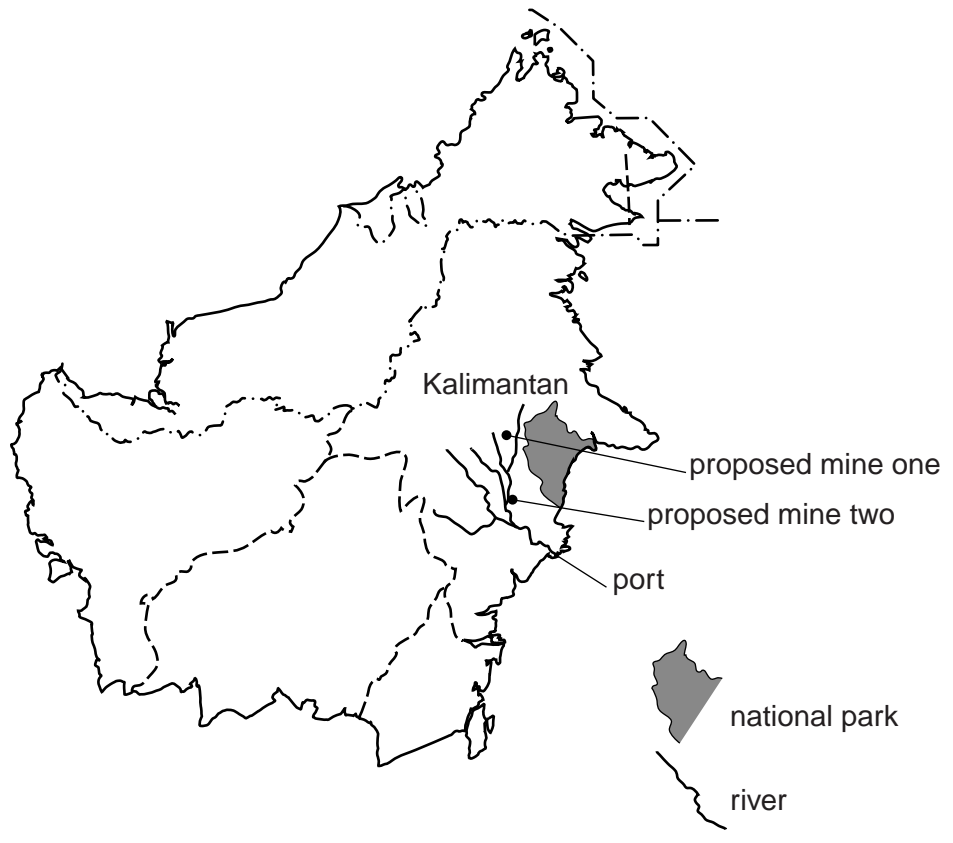 Kalimantan
proposed mine one
proposed mine two
port
national park
river